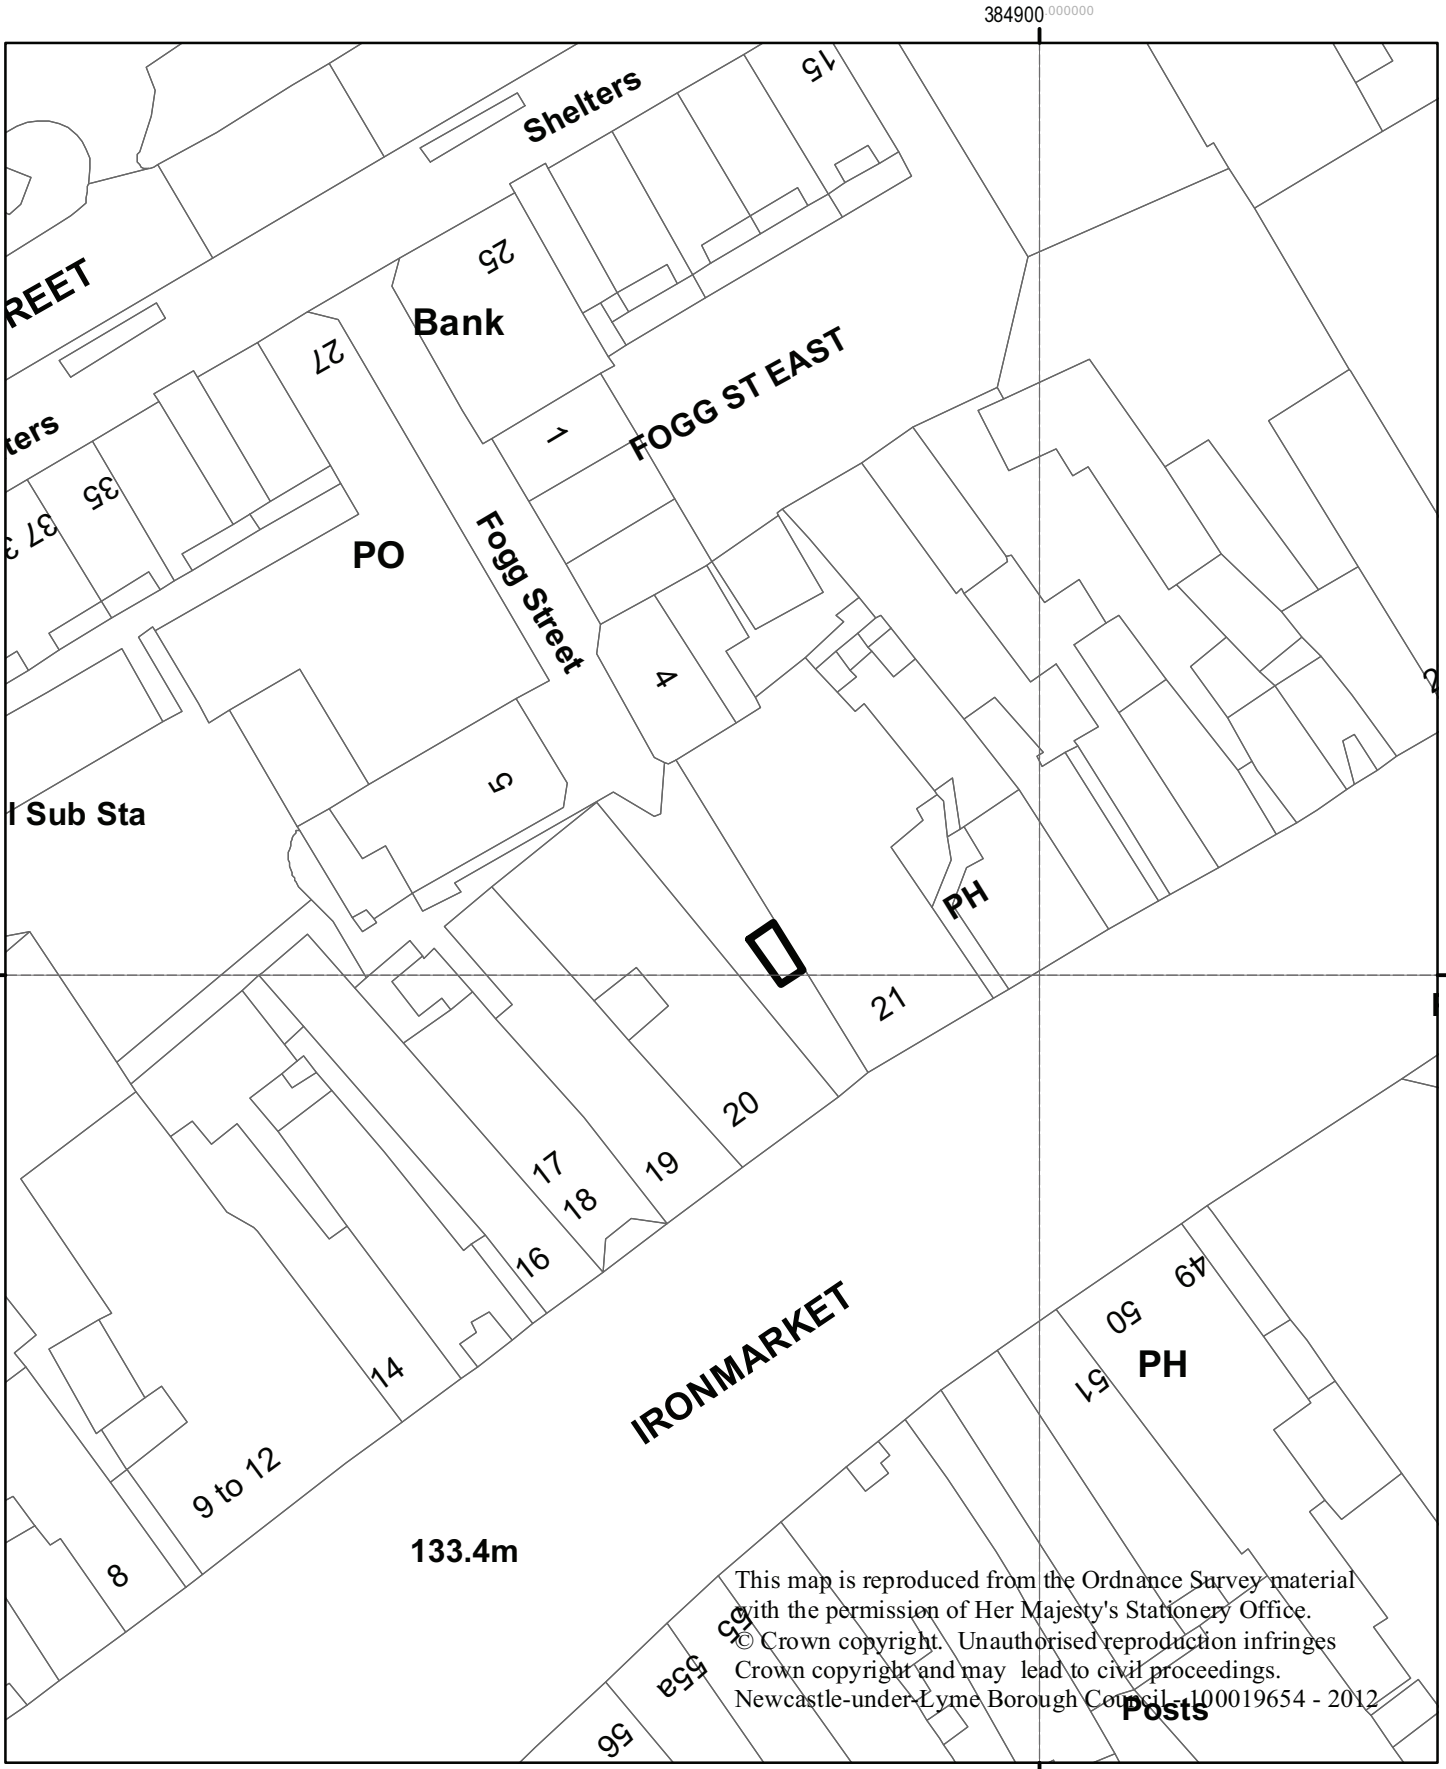 384900.000000
15
Shelters
25
REET
Bank
27
FOGG ST EAST
ters
1
35
37
PO
Fogg Street
4
5
l Sub Sta
PH
21
20
17
19
18
16
49
50
IRONMARKET
PH
14
51
9 to 12
133.4m
8
This map is reproduced from the Ordnance Survey material
with the permission of Her Majesty's Stationery Office.
© Crown copyright. Unauthorised reproduction infringes
Crown copyright and may lead to civil proceedings.
Newcastle-under-Lyme Borough Council - 100019654 - 2012
55
55a
Posts
56